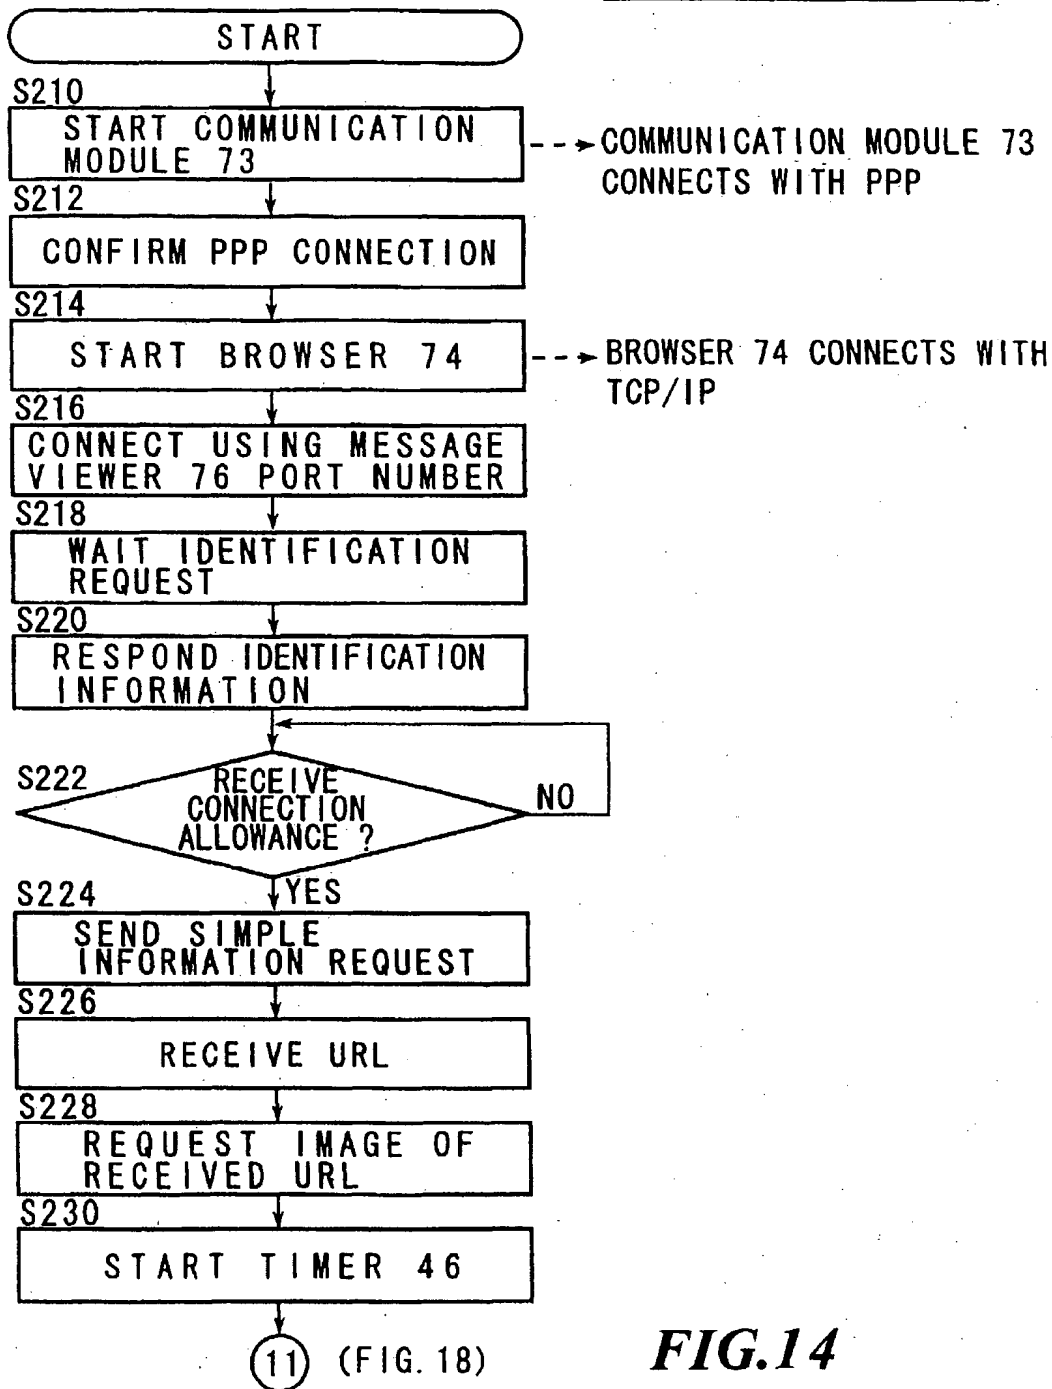 START
S210
START COMMUNICATION
MODULE 73
COMMUNICATION MODULE 73
CONNECTS WITH PPP
S212
CONFIRM PPP CONNECTION
S214
START BROWSER 74
BROWSER 74 CONNECTS WITH
TCP/IP
S216
CONNECT USING MESSAGE
VIEWER 76 PORT NUMBER
S218
WAIT IDENTIFICATION
REQUEST
S220
RESPOND IDENTIFICATION
INFORMATION
S222
RECEIVE
CONNECTION
ALLOWANCE ?
NO
YES
S224
SEND SIMPLE
INFORMATION REQUEST
S226
RECEIVE URL
S228
REQUEST IMAGE OF
RECEIVED URL
S230
START TIMER 46
11 (FIG. 18)
FIG.14